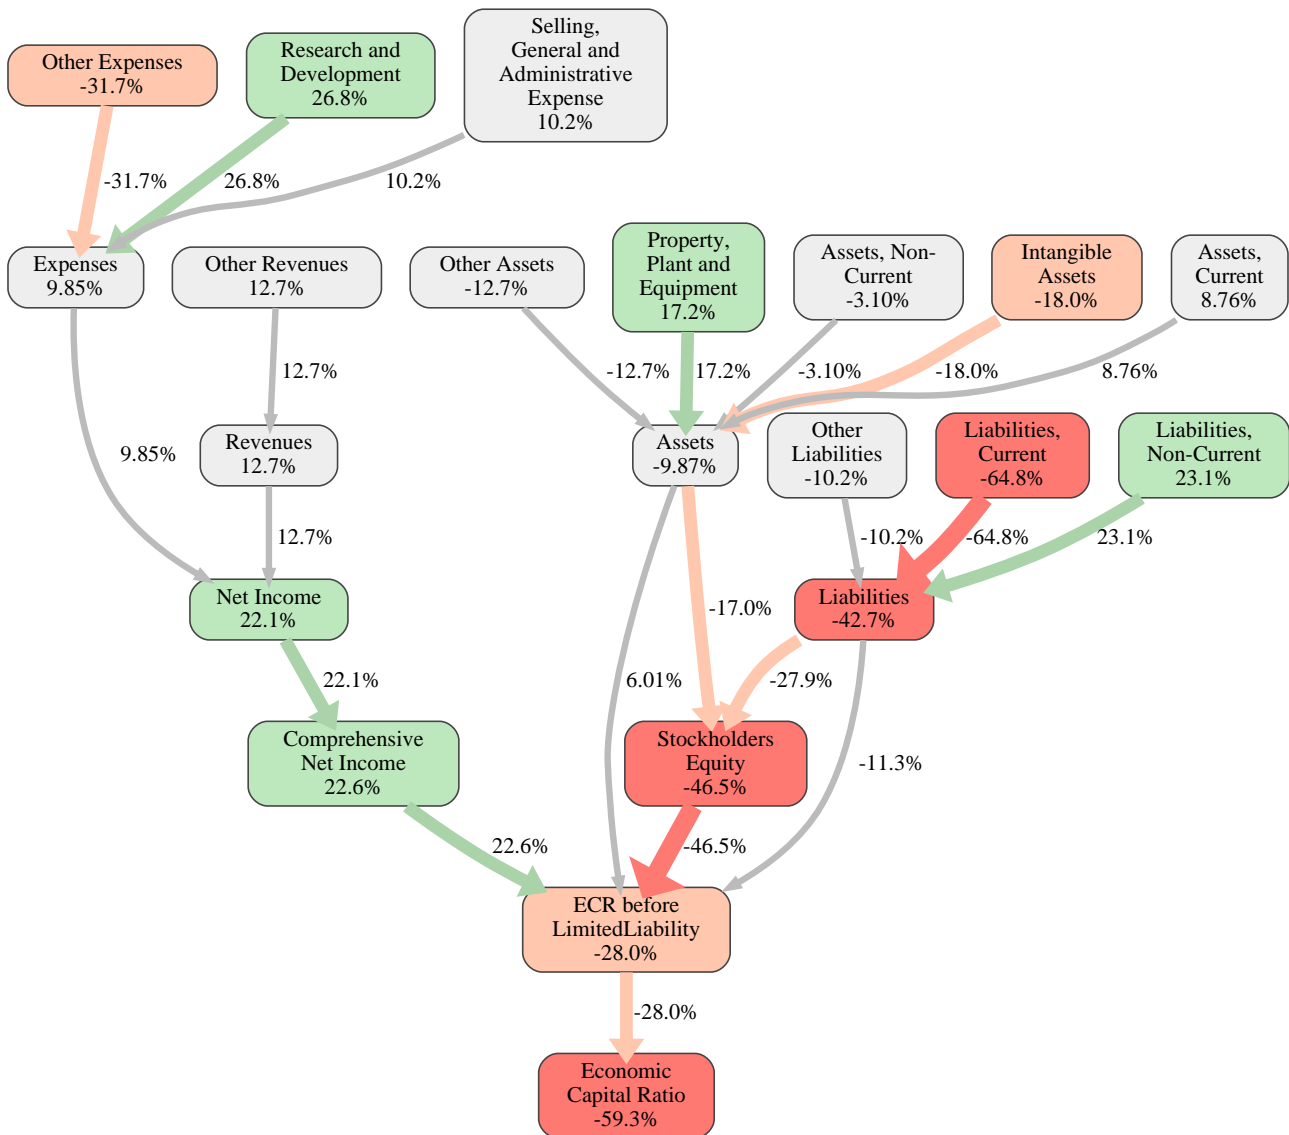 Other Expenses
-31.7%
Research and
Development
26.8%
Selling,
General and
Administrative
Expense
10.2%
-31.7%
26.8%
10.2%
Expenses
9.85%
Other Revenues
12.7%
Other Assets
-12.7%
Property,
Plant and
Equipment
17.2%
Assets, Non-
Current
-3.10%
Intangible
Assets
-18.0%
Assets,
Current
8.76%
12.7%
-12.7%
17.2%
-3.10%
-18.0%
8.76%
9.85%
Revenues
12.7%
Assets
-9.87%
Other
Liabilities
-10.2%
Liabilities,
Current
-64.8%
Liabilities,
Non-Current
23.1%
12.7%
-10.2%
-64.8%
23.1%
Net Income
22.1%
-17.0%
Liabilities
-42.7%
22.1%
6.01%
-27.9%
Comprehensive
Net Income
22.6%
Stockholders
Equity
-46.5%
-11.3%
22.6%
-46.5%
ECR before
LimitedLiability
-28.0%
-28.0%
Economic
Capital Ratio
-59.3%